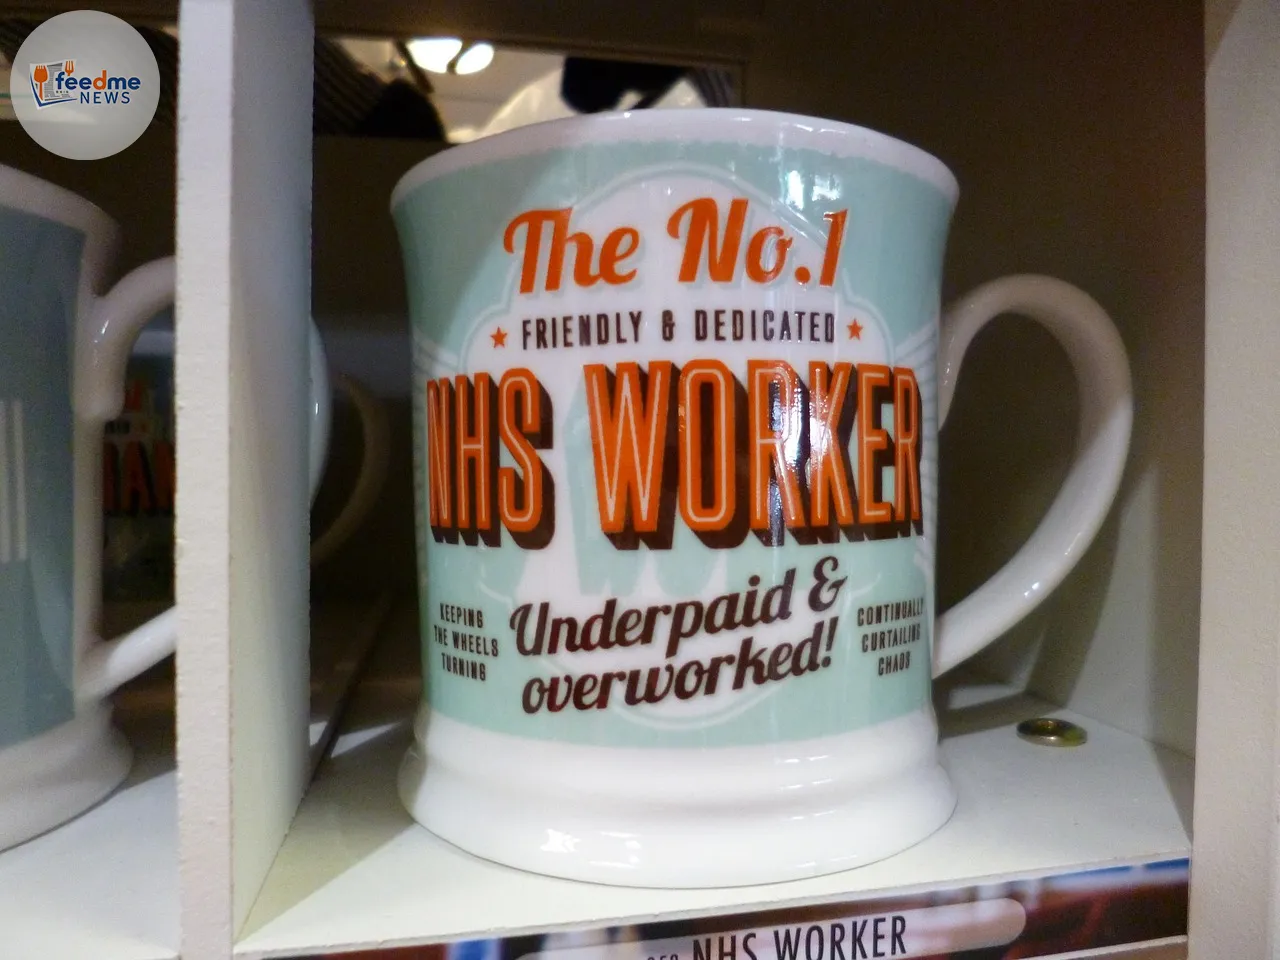 feedme
NEWS
The No.1
FRIENDLY & DEDICATED
NHS WORKER
Underpaid &
overworked!
KEEPING
THE WHEELS
TURNING
CONTINUALLY
CURTAILING
CHAOS
NHS WORKER